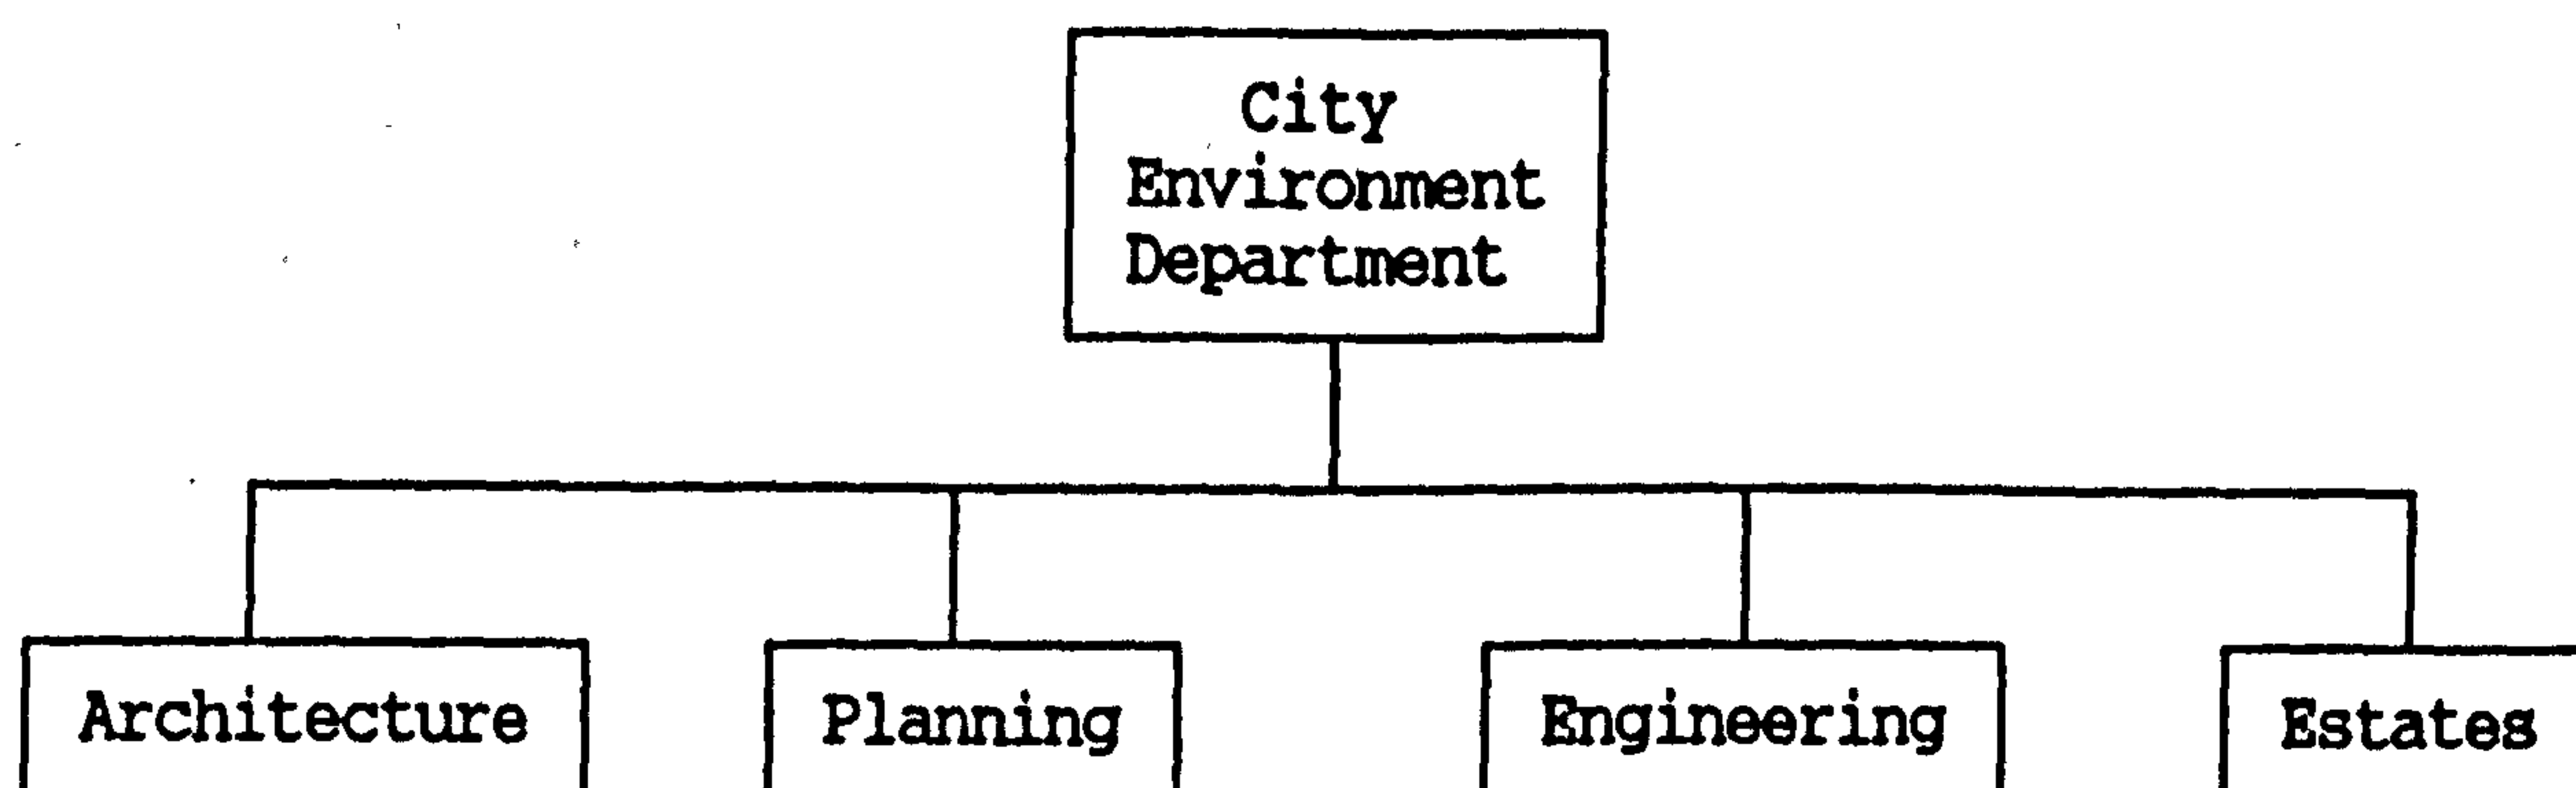 City
Environment
Department
Architecture
Planning
Engineering
Estates